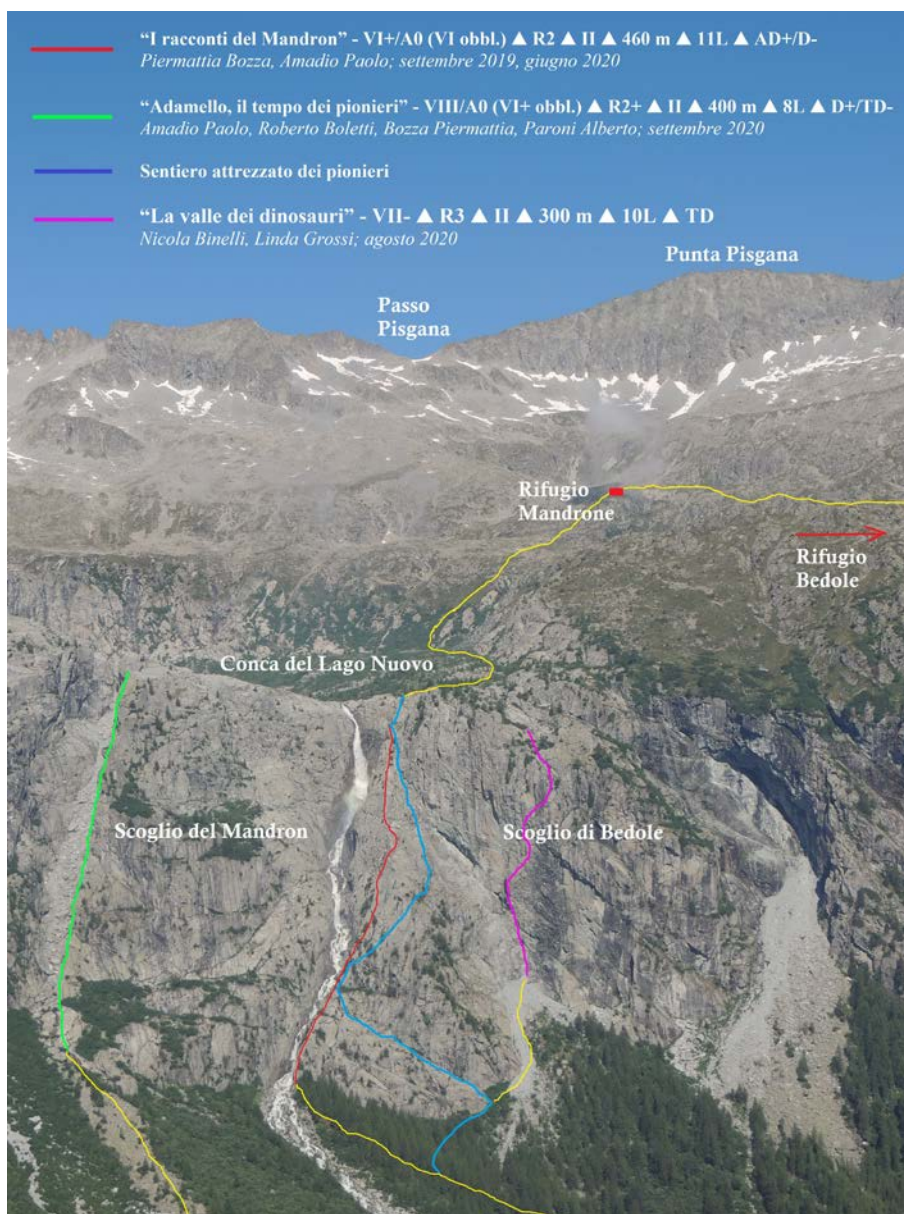 “I racconti del Mandron” - VI+/A0 (VI obbl.) ▲ R2 ▲ II ▲ 460 m ▲ 11L ▲ AD+/D-
Piermattia Bozza, Amadio Paolo; settembre 2019, giugno 2020
“Adamello, il tempo dei pionieri” - VIII/A0 (VI+ obbl.) ▲ R2+ ▲ II ▲ 400 m ▲ 8L ▲ D+/TD-
Amadio Paolo, Roberto Boletti, Bozza Piermattia, Paroni Alberto; settembre 2020
Sentiero attrezzato dei pionieri
“La valle dei dinosauri” - VII- ▲ R3 ▲ II ▲ 300 m ▲ 10L ▲ TD
Nicola Binelli, Linda Grossi; agosto 2020
Punta Pisgana
Passo
Pisgana
Rifugio
Mandrone
Rifugio
Bedole
Conca del Lago Nuovo
Scoglio del Mandron
Scoglio di Bedole